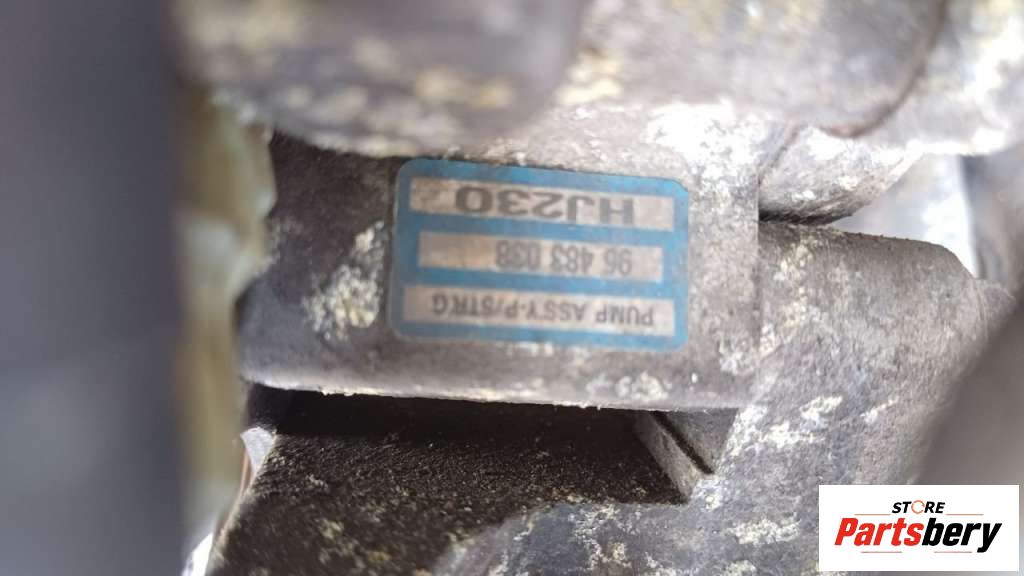 PUMP ASSY-P/STRG
96 483 038
HJ230
STORE
Partsbery